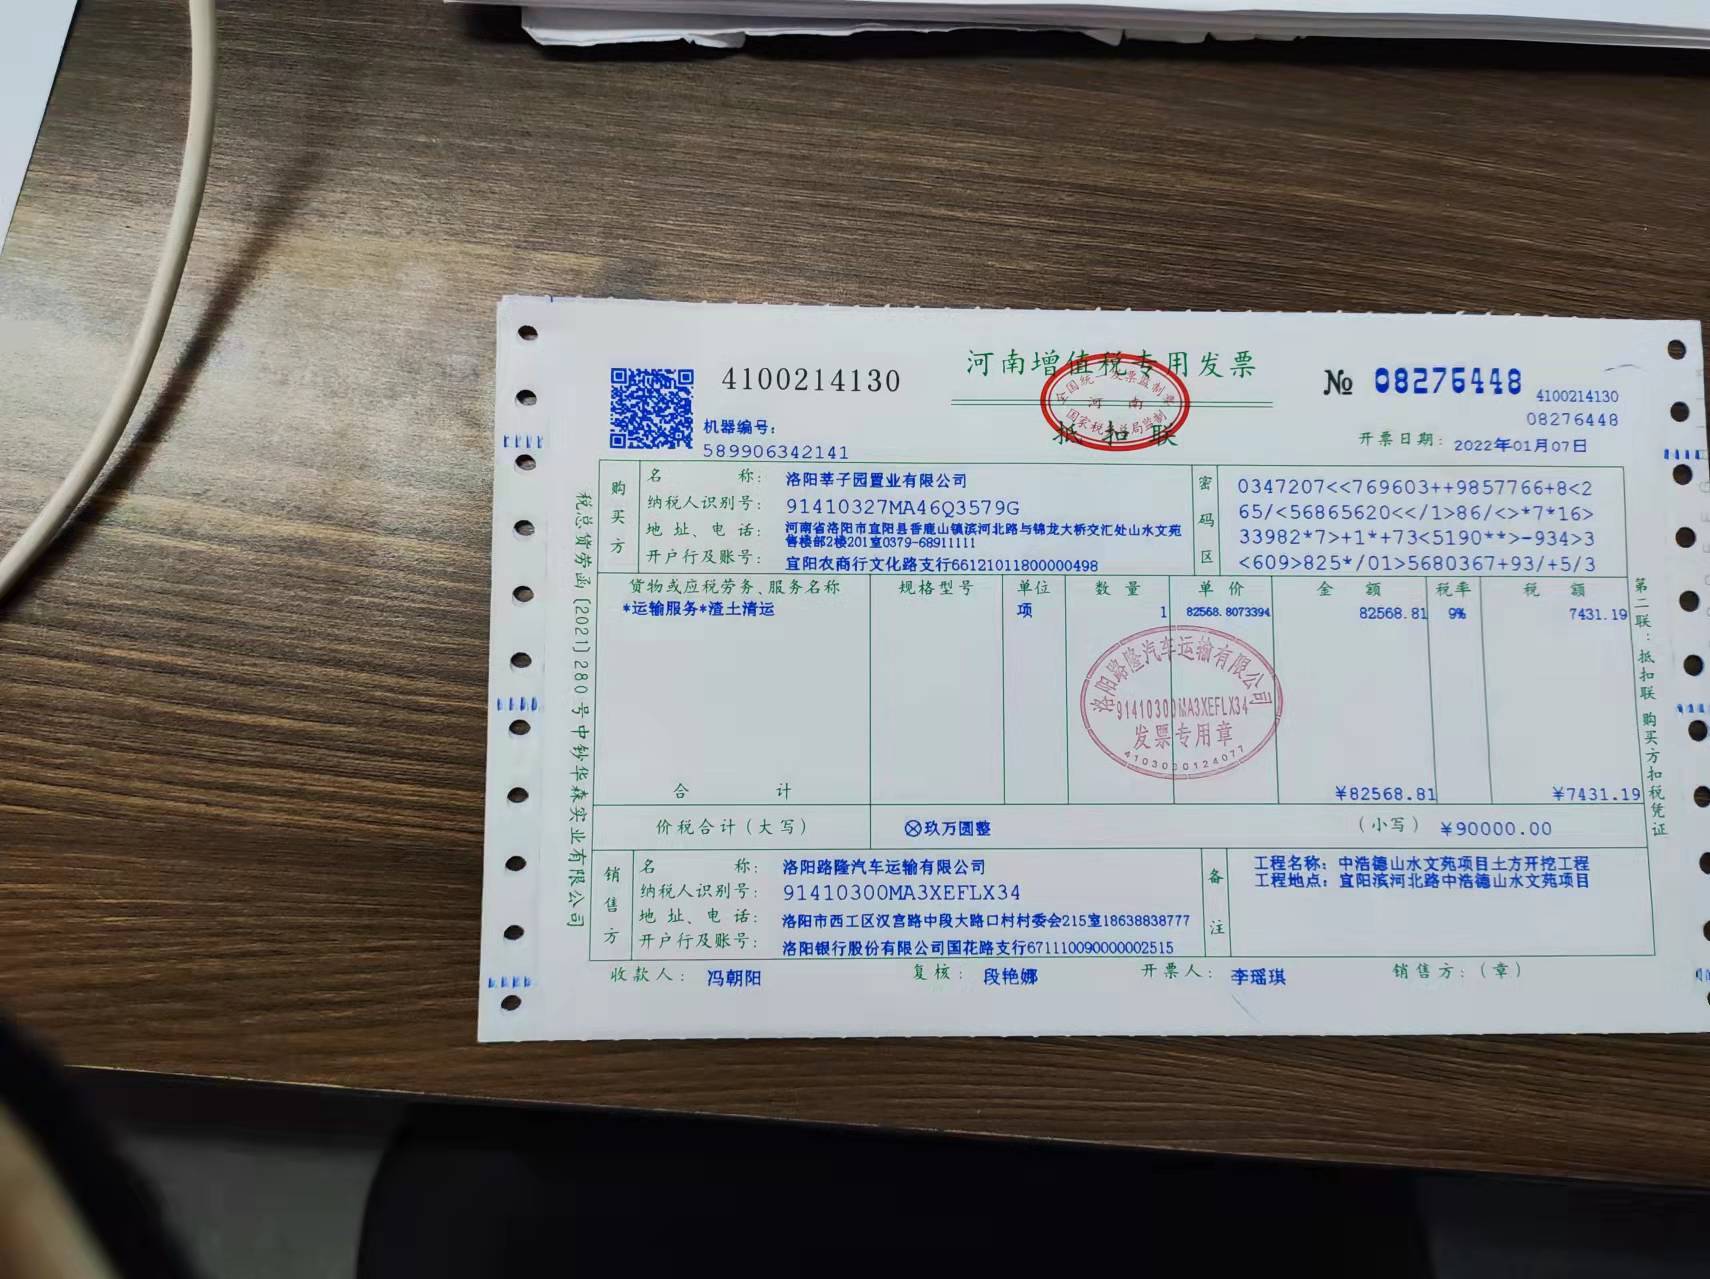 河南增值税专用发票
抵扣联
全国统一发票监制章
河南
国家税务总局监制
4100214130
№ 08276448
4100214130
08276448
机器编号:
589906342141
开票日期: 2022年01月07日
购买方
名称: 洛阳莘子园置业有限公司
纳税人识别号: 91410327MA46Q3579G
地址、电话: 河南省洛阳市宜阳县香鹿山镇滨河北路与锦龙大桥交汇处山水文苑
售楼部2楼201室0379-68911111
开户行及账号: 宜阳农商行文化路支行66121011800000498
密码区
0347207<<769603++9857766+8<2
65/<56865620<</1>86/<>*7*16>
33982*7>+1*+73<5190**>-934>3
<609>825*/01>5680367+93/+5/3
货物或应税劳务、服务名称 规格型号 单位 数量 单价 金额 税率 税额
*运输服务*渣土清运 项 1 82568.8073394 82568.81 9% 7431.19
合计 ¥82568.81 ¥7431.19
价税合计(大写) ⊗玖万圆整 (小写) ¥90000.00
洛阳路隆汽车运输有限公司
91410300MA3XEFLX34
发票专用章
4103000124077
销售方
名称: 洛阳路隆汽车运输有限公司
纳税人识别号: 91410300MA3XEFLX34
地址、电话: 洛阳市西工区汉宫路中段大路口村村委会215室18638838777
开户行及账号: 洛阳银行股份有限公司国花路支行671110090000002515
备注
工程名称: 中浩德山水文苑项目土方开挖工程
工程地点: 宜阳滨河北路中浩德山水文苑项目
收款人: 冯朝阳 复核: 段艳娜 开票人: 李瑶琪 销售方:(章)
税总货劳函[2021]280号中钞华森实业有限公司
第二联:抵扣联 购买方扣税凭证